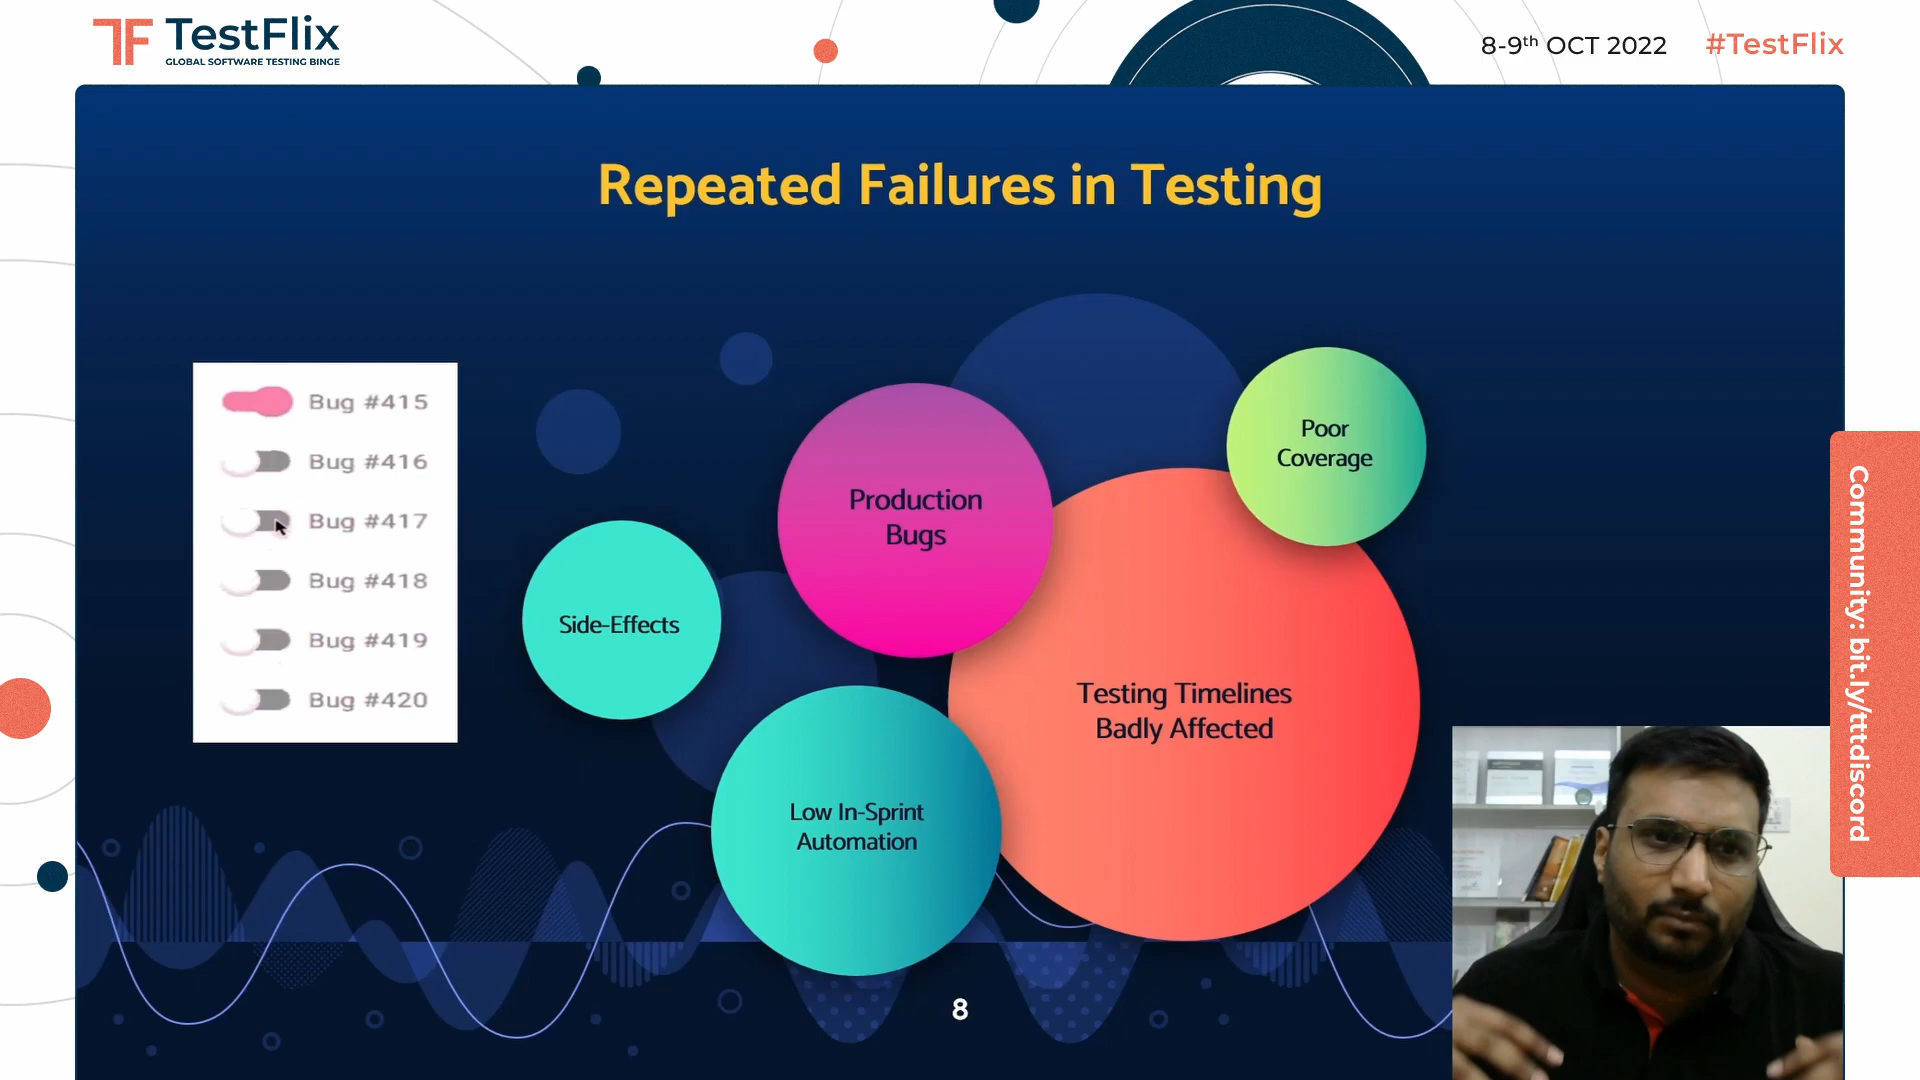 TF TestFlix
GLOBAL SOFTWARE TESTING BINGE
8-9th OCT 2022
#TestFlix
Repeated Failures in Testing
Bug #415
Bug #416
Bug #417
Bug #418
Bug #419
Bug #420
Side-Effects
Production
Bugs
Poor
Coverage
Testing Timelines
Badly Affected
Low In-Sprint
Automation
8
Community: bit.ly/tttdiscord